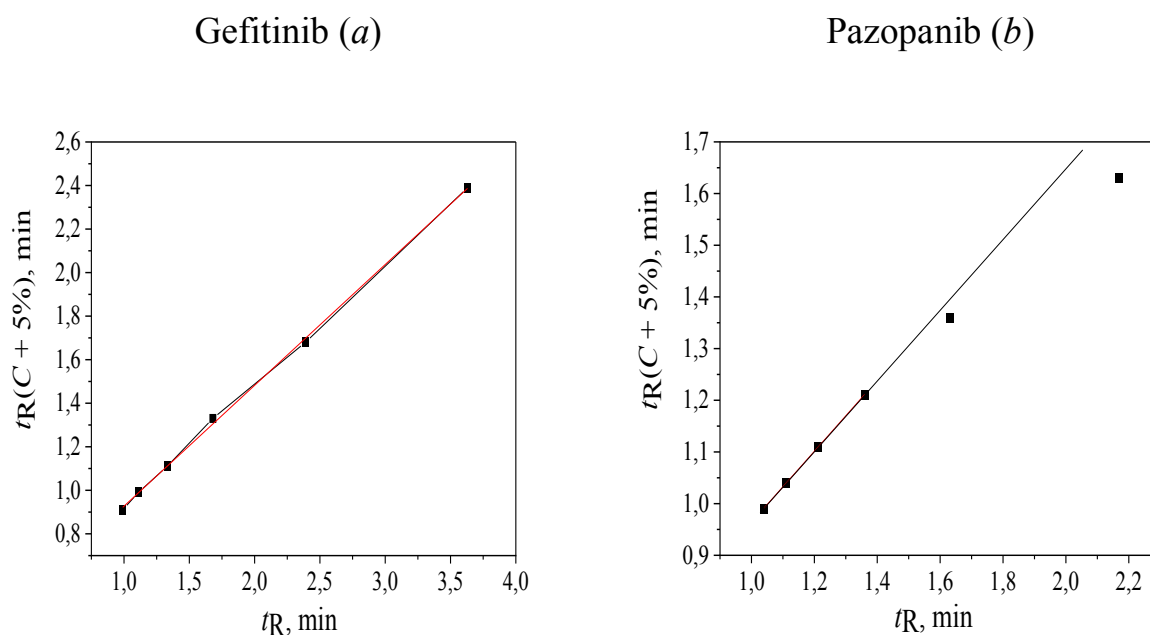 Gefitinib (a)
Pazopanib (b)
2,6
2,4
2,2
2,0
1,8
1,6
1,4
1,2
1,0
0,8
tR(C + 5%), min
1,0 1,5 2,0 2,5 3,0 3,5 4,0
tR, min
1,7
1,6
1,5
1,4
1,3
1,2
1,1
1,0
0,9
tR(C + 5%), min
1,0 1,2 1,4 1,6 1,8 2,0 2,2
tR, min